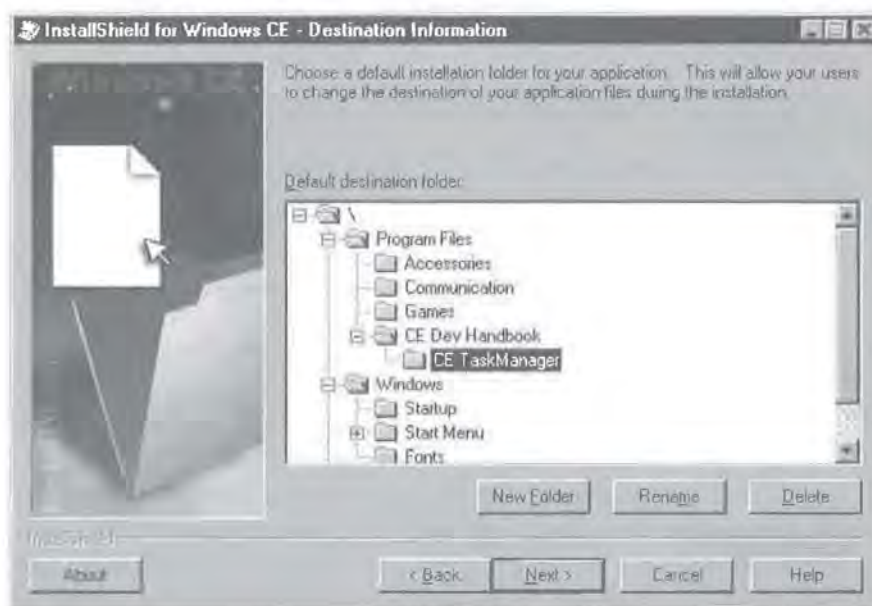 InstallShield for Windows CE - Destination Information
Choose a default installation folder for your application. This will allow your users
to change the destination of your application files during the installation.
Default destination folder:
\
Program Files
Accessories
Communication
Games
CE Dev Handbook
CE TaskManager
Windows
Startup
Start Menu
Fonts
New Folder
Rename
Delete
InstallShield
About
< Back
Next >
Cancel
Help